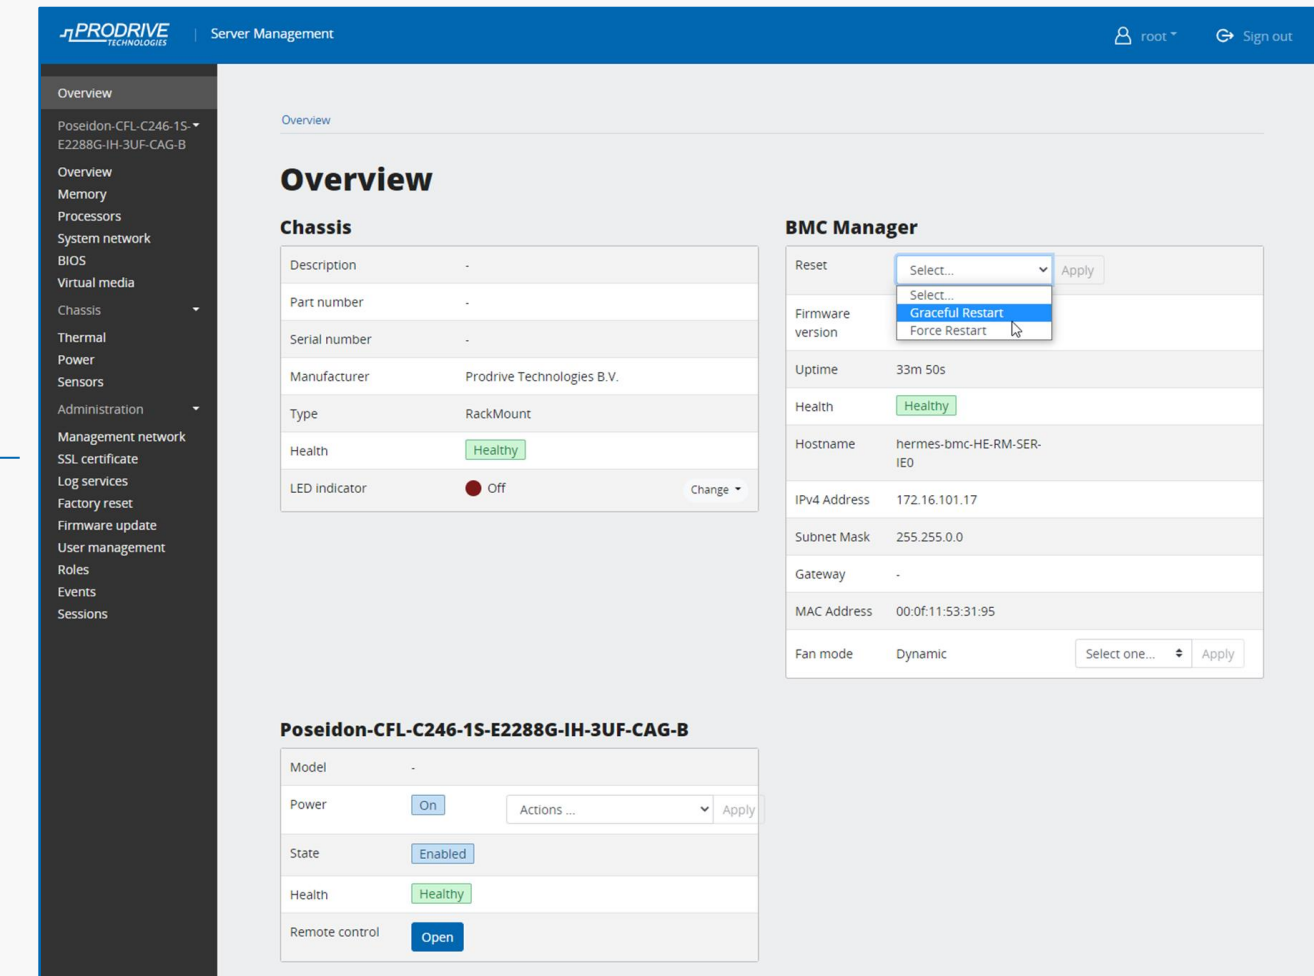 PRODRIVE
TECHNOLOGIES
Server Management
root
Sign out
Overview
Poseidon-CFL-C246-1S-
E2288G-IH-3UF-CAG-B
Overview
Memory
Processors
System network
BIOS
Virtual media
Chassis
Thermal
Power
Sensors
Administration
Management network
SSL certificate
Log services
Factory reset
Firmware update
User management
Roles
Events
Sessions
Overview
Overview
Chassis
Description -
Part number -
Serial number -
Manufacturer Prodrive Technologies B.V.
Type RackMount
Health Healthy
LED indicator Off Change
BMC Manager
Reset Select... Apply
Select...
Graceful Restart
Force Restart
Firmware
version
Uptime 33m 50s
Health Healthy
Hostname hermes-bmc-HE-RM-SER-
IE0
IPv4 Address 172.16.101.17
Subnet Mask 255.255.0.0
Gateway -
MAC Address 00:0f:11:53:31:95
Fan mode Dynamic Select one... Apply
Poseidon-CFL-C246-1S-E2288G-IH-3UF-CAG-B
Model -
Power On Actions ... Apply
State Enabled
Health Healthy
Remote control Open